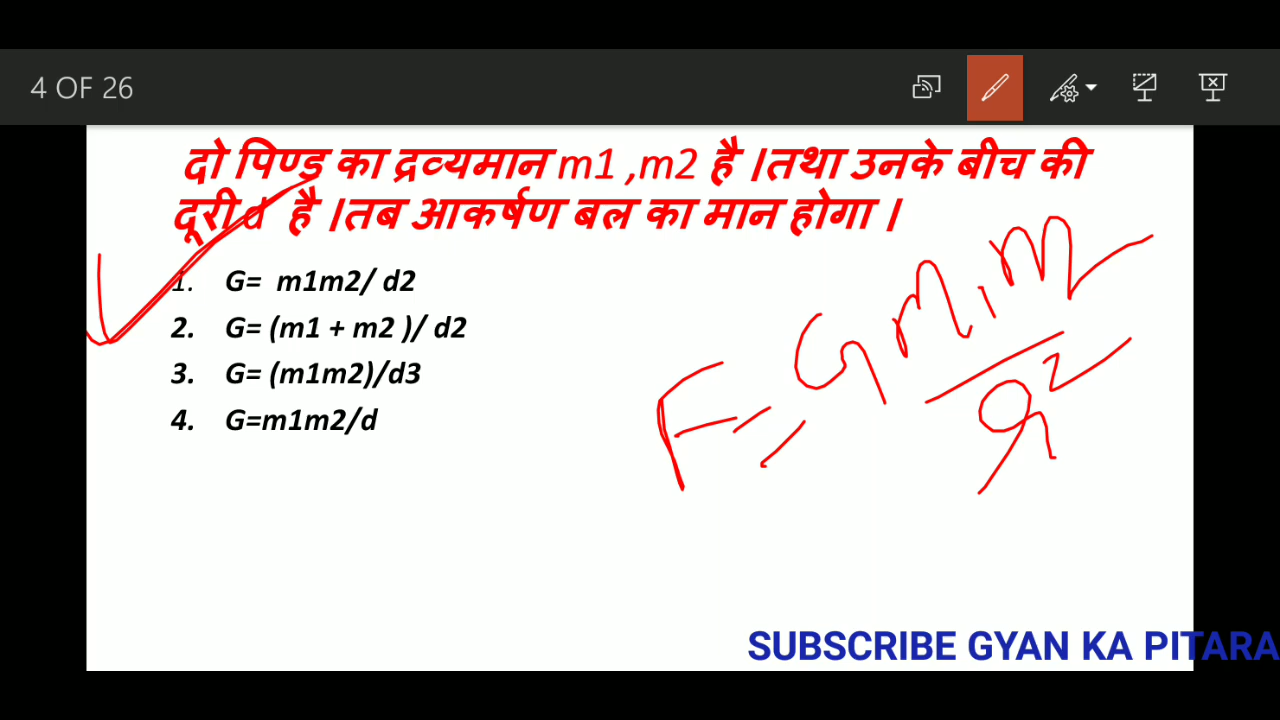 4 OF 26
दो पिण्ड का द्रव्यमान m1 ,m2 है ।तथा उनके बीच की
दूरी d है ।तब आकर्षण बल का मान होगा ।
1. G= m1m2/ d2
2. G= (m1 + m2 )/ d2
3. G= (m1m2)/d3
4. G=m1m2/d
F = G m1 m
r2
SUBSCRIBE GYAN KA PITARA